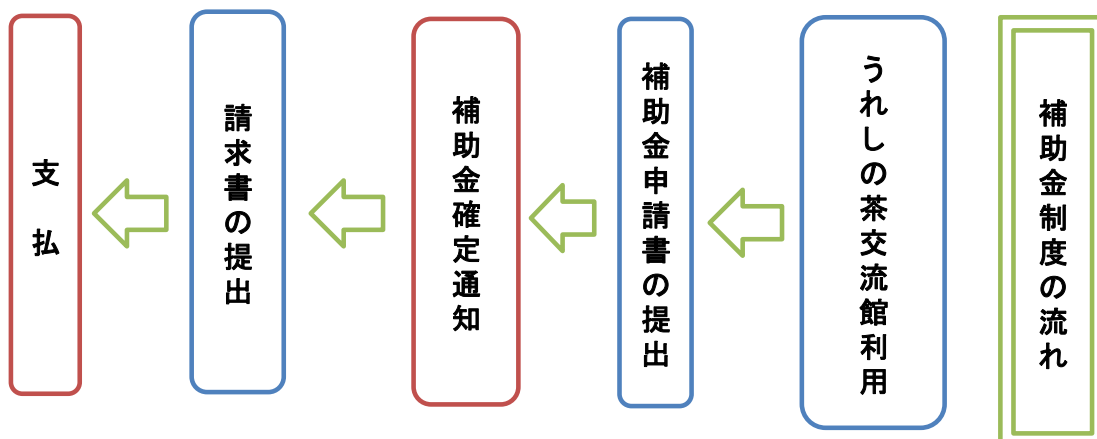 補助金制度の流れ
うれしの茶交流館利用
補助金申請書の提出
補助金確定通知
請求書の提出
支払